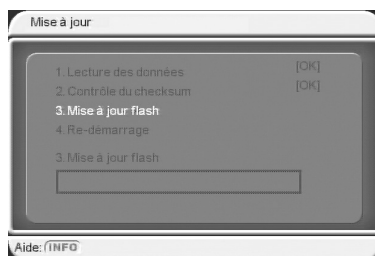 Mise à jour
1. Lecture des données [OK]
2. Contrôle du checksum [OK]
3. Mise à jour flash
4. Re-démarrage
3. Mise à jour flash
Aide: INFO